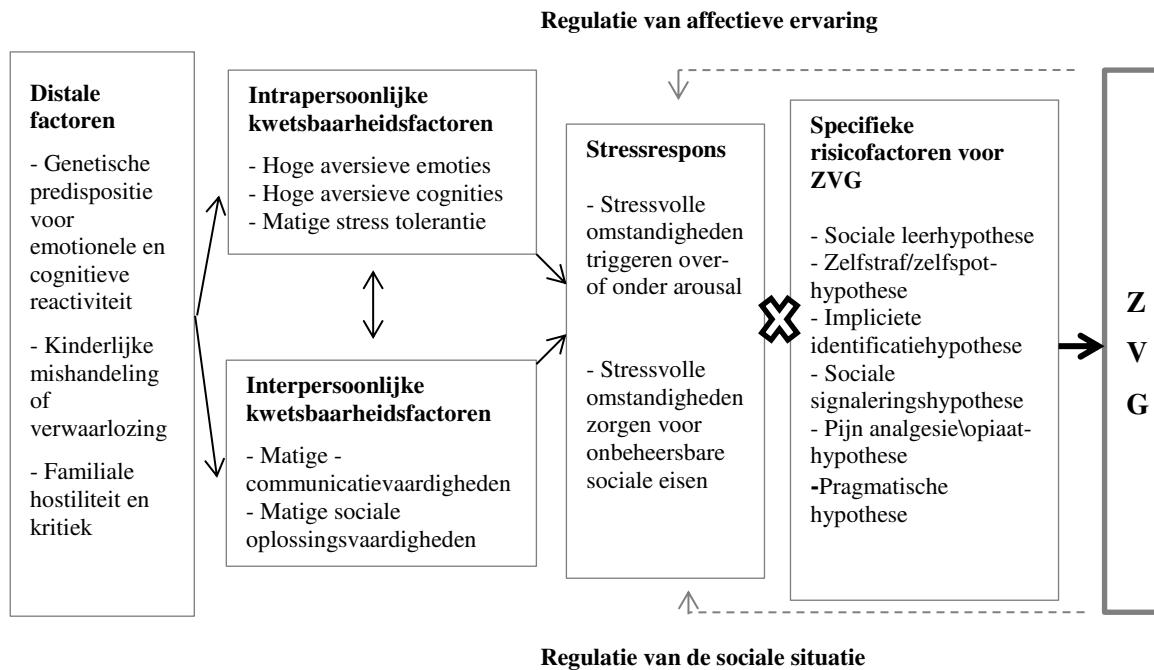 Regulatie van affectieve ervaring
Distale
factoren
- Genetische
predispositie
voor
emotionele en
cognitieve
reactiviteit
- Kinderlijke
mishandeling
of
verwaarlozing
- Familiale
hostiliteit en
kritiek
Intrapersoonlijke
kwetsbaarheidsfactoren
- Hoge aversieve emoties
- Hoge aversieve cognities
- Matige stress tolerantie
Interpersoonlijke
kwetsbaarheidsfactoren
- Matige -
communicatievaardigheden
- Matige sociale
oplossingsvaardigheden
Stressrespons
- Stressvolle
omstandigheden
triggeren over-
of onder arousal
- Stressvolle
omstandigheden
zorgen voor
onbeheersbare
sociale eisen
Specifieke
risicofactoren voor
ZVG
- Sociale leerhypothese
- Zelfstraf/zelfspot-
hypothese
- Impliciete
identificatiehypothese
- Sociale
signaleringshypothese
- Pijn analgesie\opiaat-
hypothese
-Pragmatische
hypothese
Z
V
G
Regulatie van de sociale situatie